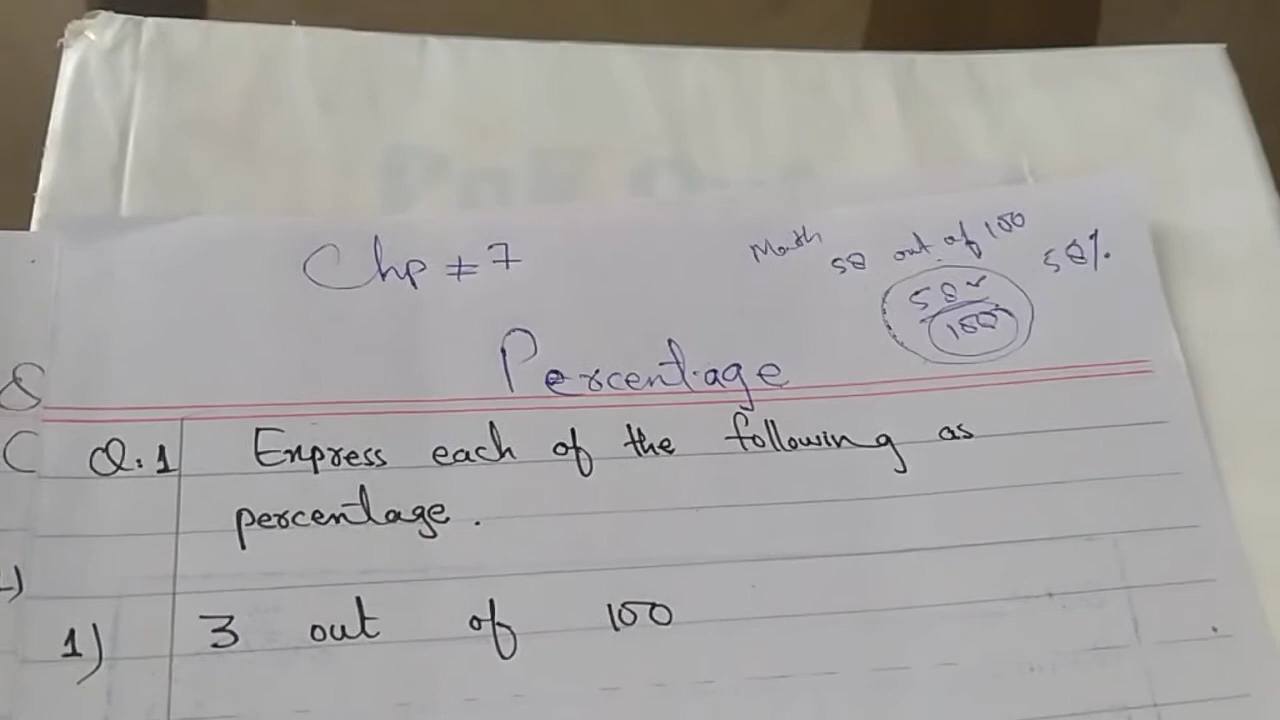 Chp # 7
Math
58 out of 100
58%
58
100
Percentage
Q.1 Express each of the following as
percentage.
1) 3 out of 100